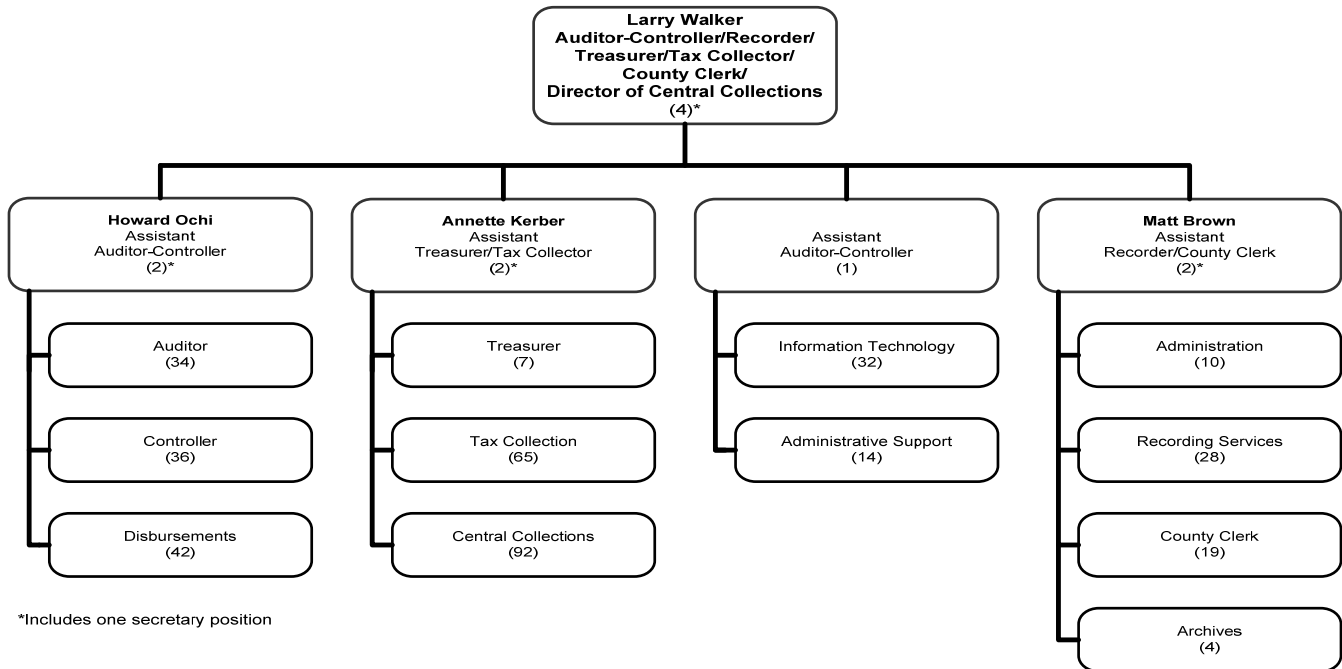 Larry Walker
Auditor-Controller/Recorder/
Treasurer/Tax Collector/
County Clerk/
Director of Central Collections
(4)*
Howard Ochi
Assistant
Auditor-Controller
(2)*
Auditor
(34)
Controller
(36)
Disbursements
(42)
Annette Kerber
Assistant
Treasurer/Tax Collector
(2)*
Treasurer
(7)
Tax Collection
(65)
Central Collections
(92)
Assistant
Auditor-Controller
(1)
Information Technology
(32)
Administrative Support
(14)
Matt Brown
Assistant
Recorder/County Clerk
(2)*
Administration
(10)
Recording Services
(28)
County Clerk
(19)
Archives
(4)
*Includes one secretary position